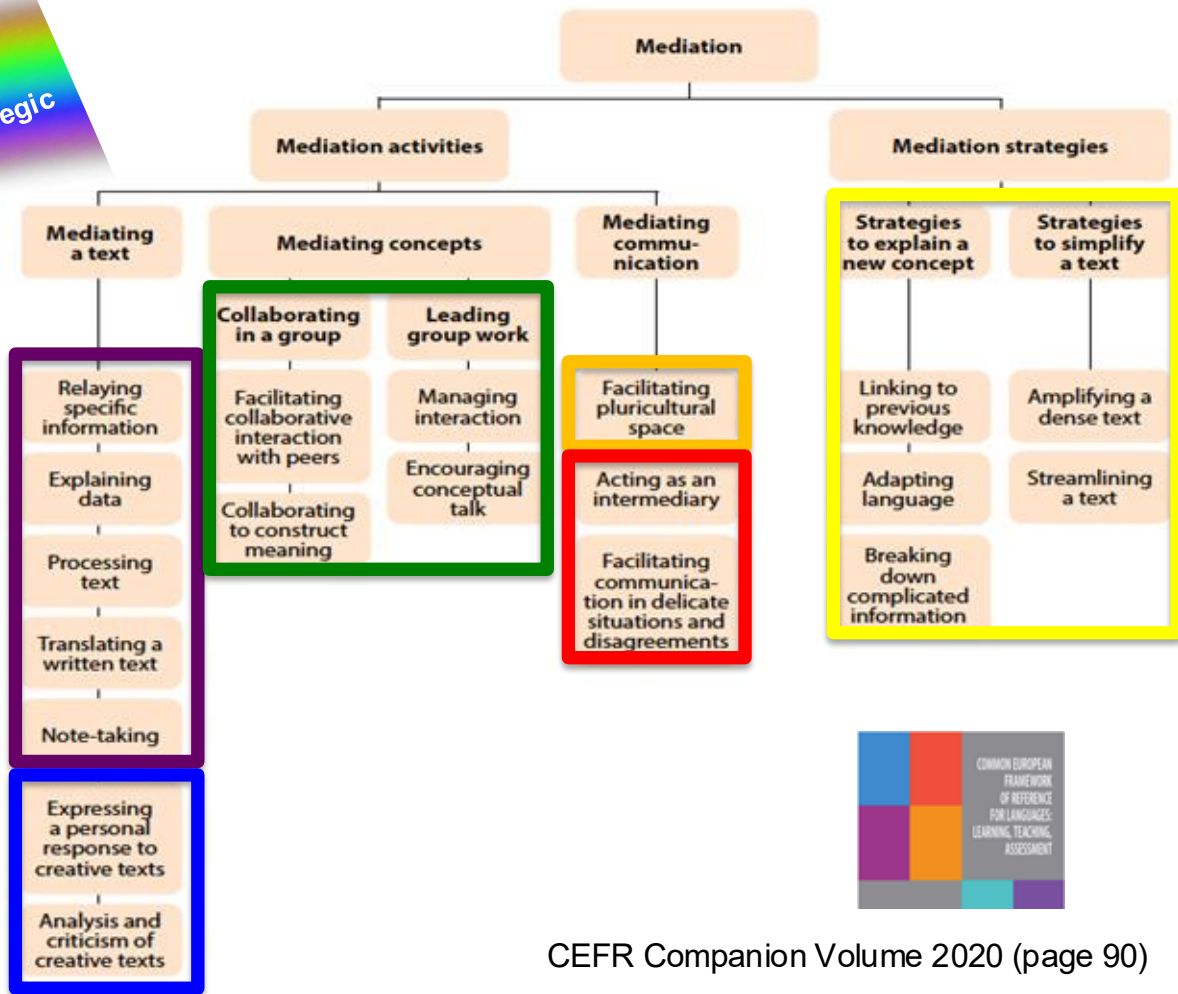 egic
Mediation
Mediation activities
Mediation strategies
Mediating
a text
Mediating concepts
Mediating
commu-
nication
Strategies
to explain a
new concept
Strategies
to simplify
a text
Collaborating
in a group
Leading
group work
Relaying
specific
information
Explaining
data
Processing
text
Translating a
written text
Note-taking
Expressing
a personal
response to
creative texts
Analysis and
criticism of
creative texts
Facilitating
collaborative
interaction
with peers
Collaborating
to construct
meaning
Managing
interaction
Encouraging
conceptual
talk
Facilitating
pluricultural
space
Acting as an
intermediary
Facilitating
communica-
tion in delicate
situations and
disagreements
Linking to
previous
knowledge
Adapting
language
Breaking
down
complicated
information
Amplifying a
dense text
Streamlining
a text
COMMON EUROPEAN
FRAMEWORK
OF REFERENCE
FOR LANGUAGES:
LEARNING, TEACHING,
ASSESSMENT
CEFR Companion Volume 2020 (page 90)